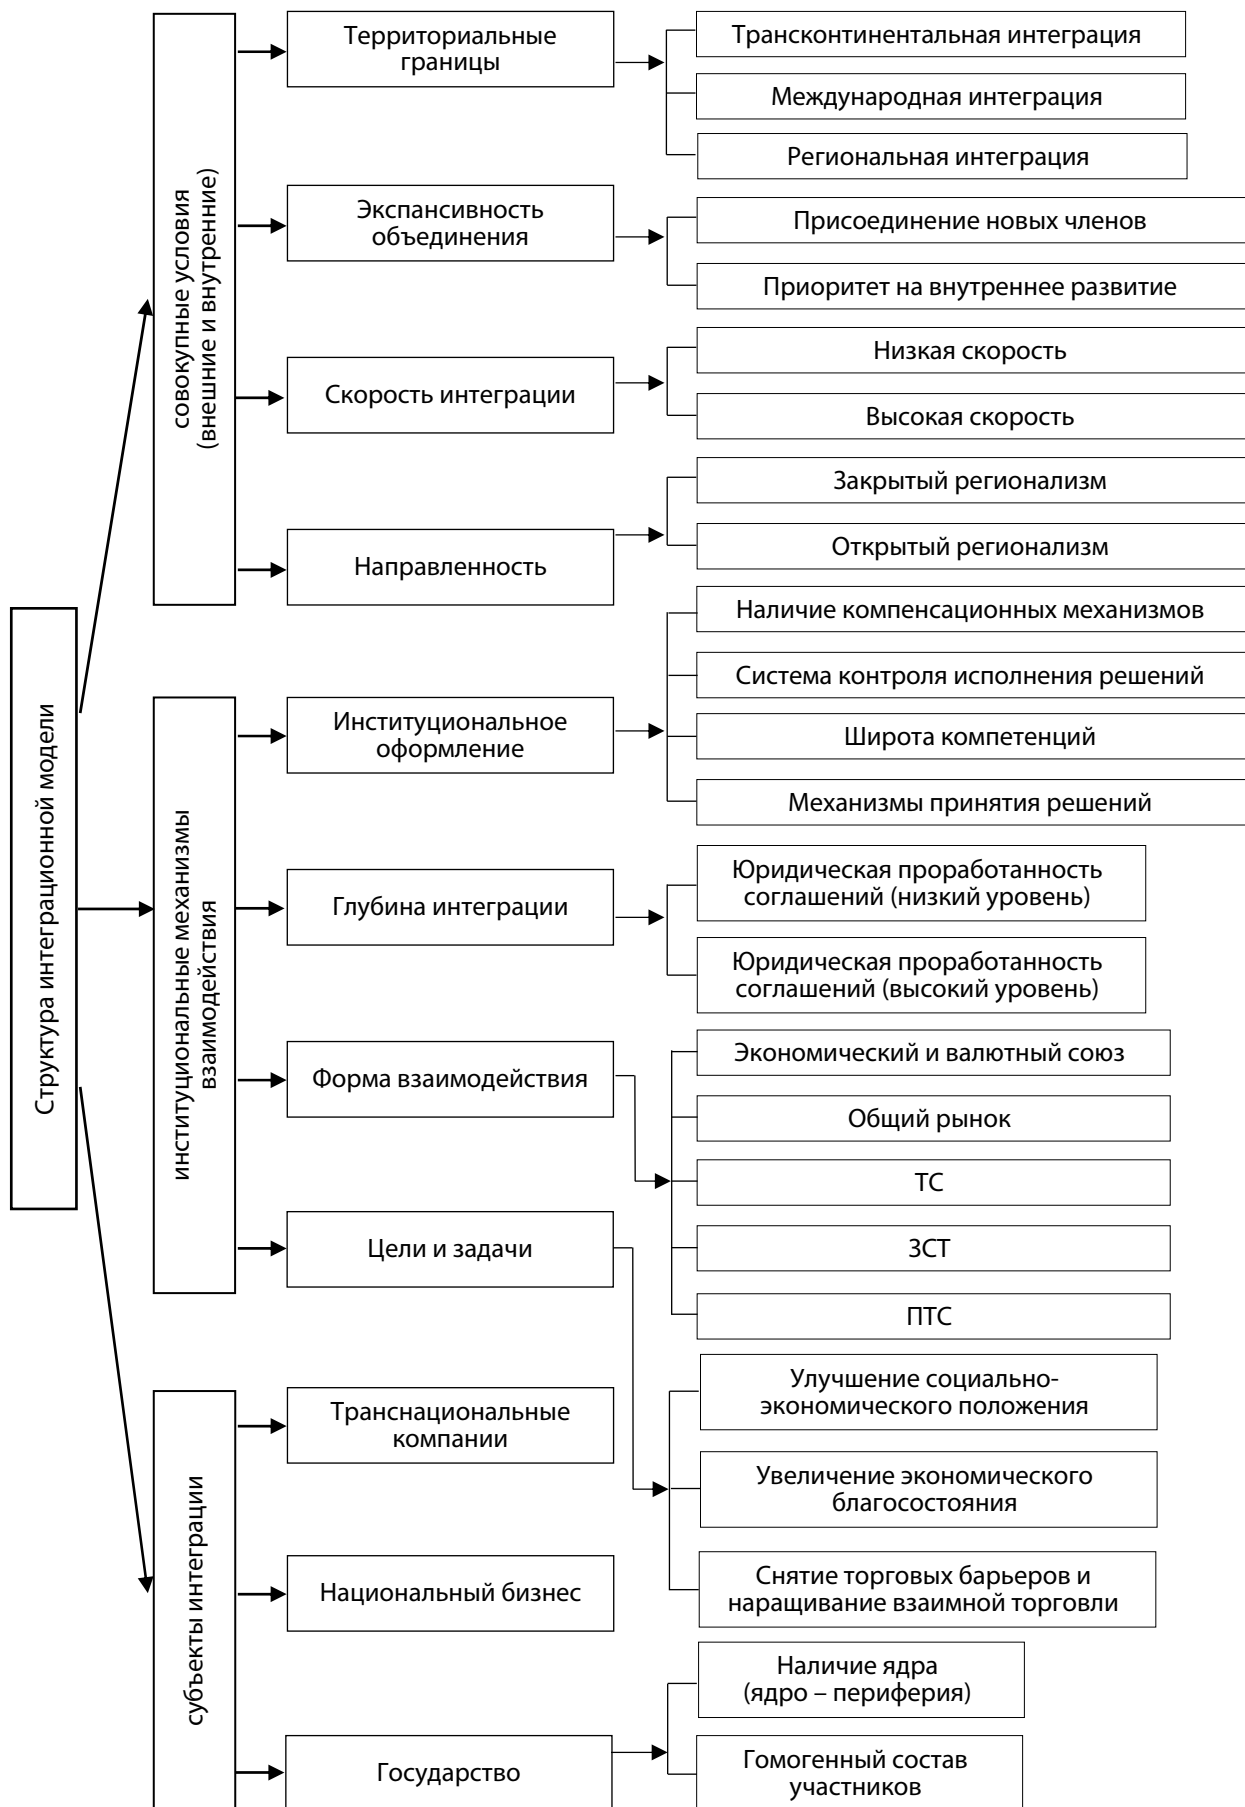 Структура интеграционной модели
совокупные условия
(внешние и внутренние)
Территориальные
границы
Трансконтинентальная интеграция
Международная интеграция
Региональная интеграция
Экспансивность
объединения
Присоединение новых членов
Приоритет на внутреннее развитие
Скорость интеграции
Низкая скорость
Высокая скорость
Направленность
Закрытый регионализм
Открытый регионализм
институциональные механизмы
взаимодействия
Институциональное
оформление
Наличие компенсационных механизмов
Система контроля исполнения решений
Широта компетенций
Механизмы принятия решений
Глубина интеграции
Юридическая проработанность
соглашений (низкий уровень)
Юридическая проработанность
соглашений (высокий уровень)
Форма взаимодействия
Экономический и валютный союз
Общий рынок
ТС
ЗСТ
ПТС
Цели и задачи
Улучшение социально-
экономического положения
Увеличение экономического
благосостояния
Снятие торговых барьеров и
наращивание взаимной торговли
субъекты интеграции
Транснациональные
компании
Национальный бизнес
Государство
Наличие ядра
(ядро – периферия)
Гомогенный состав
участников